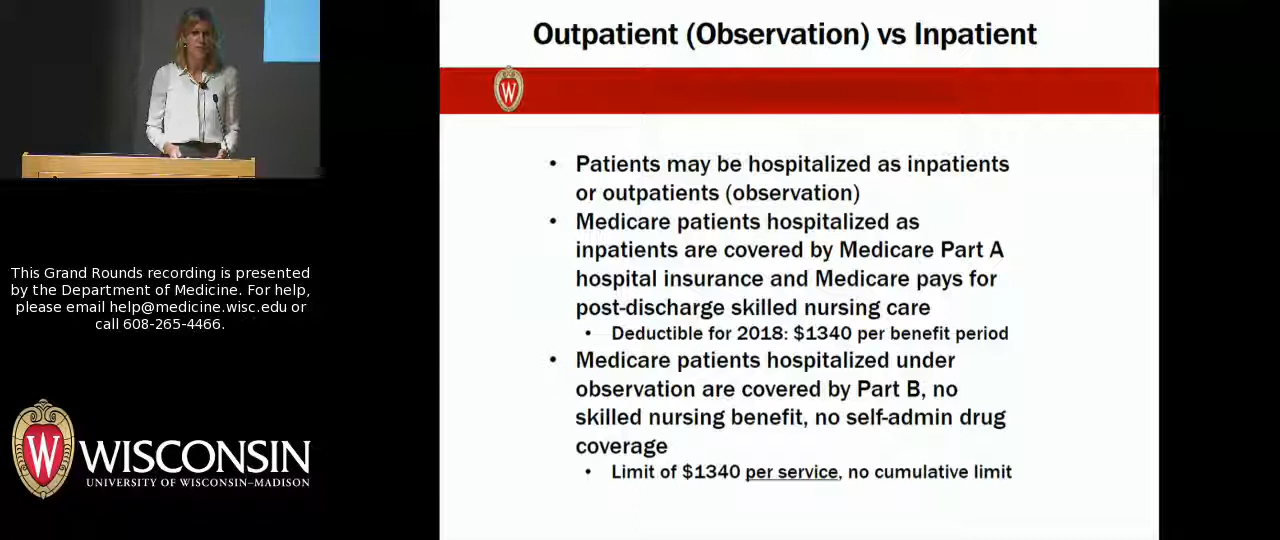 Outpatient (Observation) vs Inpatient
W
• Patients may be hospitalized as inpatients
or outpatients (observation)
• Medicare patients hospitalized as
inpatients are covered by Medicare Part A
hospital insurance and Medicare pays for
post-discharge skilled nursing care
• Deductible for 2018: $1340 per benefit period
• Medicare patients hospitalized under
observation are covered by Part B, no
skilled nursing benefit, no self-admin drug
coverage
• Limit of $1340 per service, no cumulative limit
This Grand Rounds recording is presented
by the Department of Medicine. For help,
please email help@medicine.wisc.edu or
call 608-265-4466.
W
WISCONSIN
UNIVERSITY OF WISCONSIN–MADISON